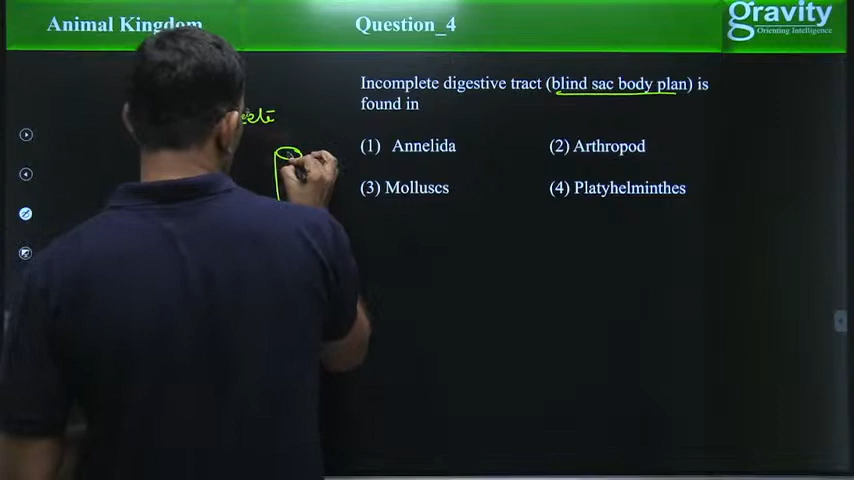 Animal Kingdom
Question_4
gravity
Orienting Intelligence
Incomplete digestive tract (blind sac body plan) is
found in
(1) Annelida
(2) Arthropod
(3) Molluscs
(4) Platyhelminthes